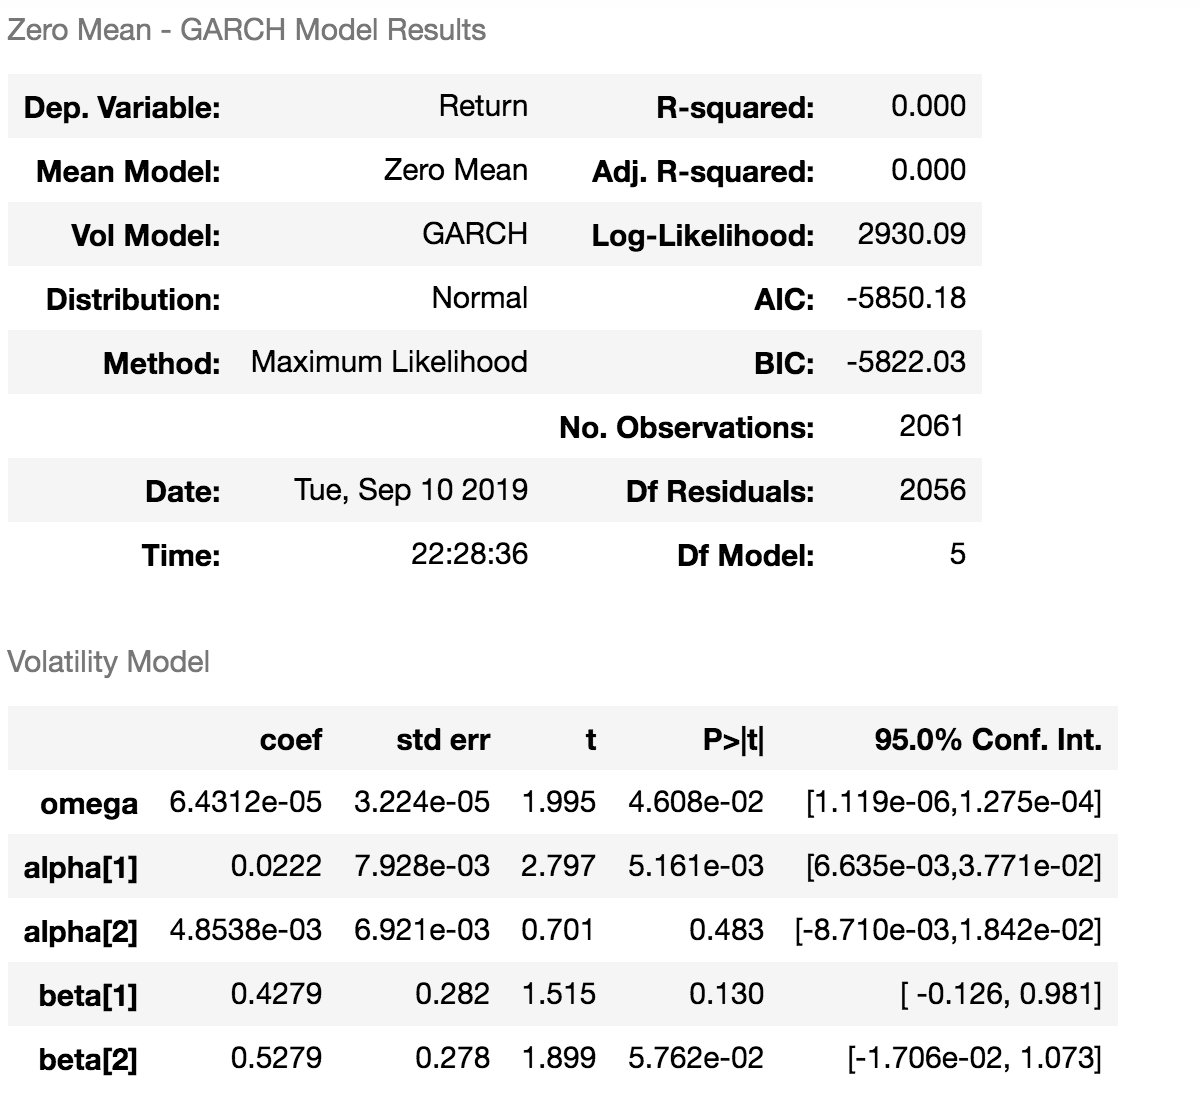 Zero Mean - GARCH Model Results
Dep. Variable: Return R-squared: 0.000
Mean Model: Zero Mean Adj. R-squared: 0.000
Vol Model: GARCH Log-Likelihood: 2930.09
Distribution: Normal AIC: -5850.18
Method: Maximum Likelihood BIC: -5822.03
No. Observations: 2061
Date: Tue, Sep 10 2019 Df Residuals: 2056
Time: 22:28:36 Df Model: 5
Volatility Model
coef std err t P>|t| 95.0% Conf. Int.
omega 6.4312e-05 3.224e-05 1.995 4.608e-02 [1.119e-06,1.275e-04]
alpha[1] 0.0222 7.928e-03 2.797 5.161e-03 [6.635e-03,3.771e-02]
alpha[2] 4.8538e-03 6.921e-03 0.701 0.483 [-8.710e-03,1.842e-02]
beta[1] 0.4279 0.282 1.515 0.130 [ -0.126, 0.981]
beta[2] 0.5279 0.278 1.899 5.762e-02 [-1.706e-02, 1.073]